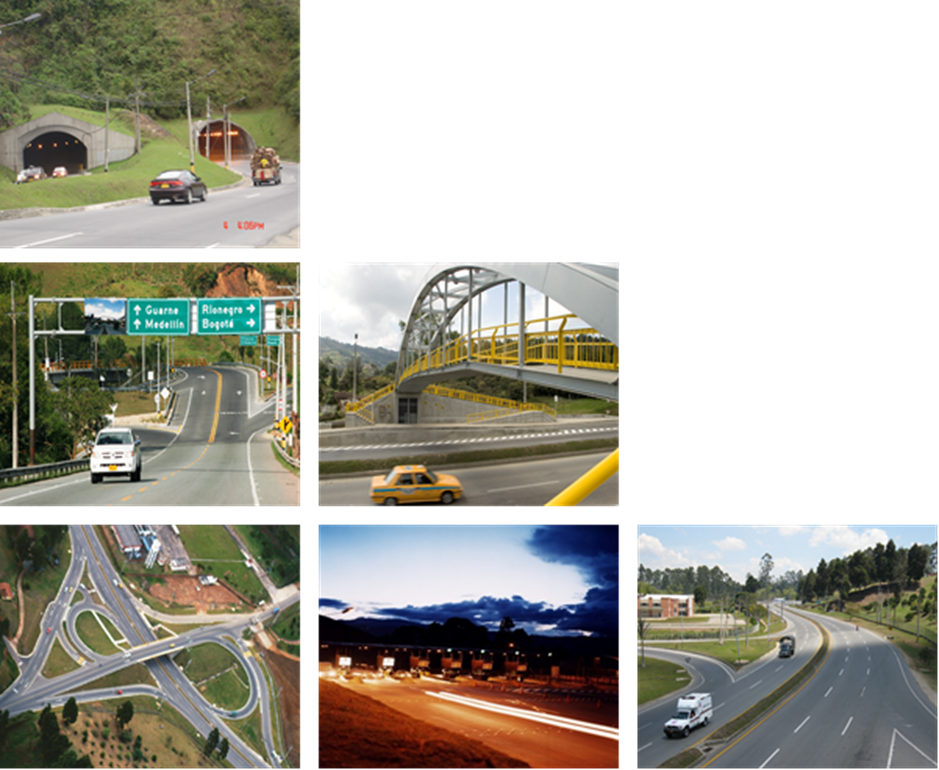 4 4:05PM
↑ Guarne
↑ Medellín
Rionegro →
Bogotá →